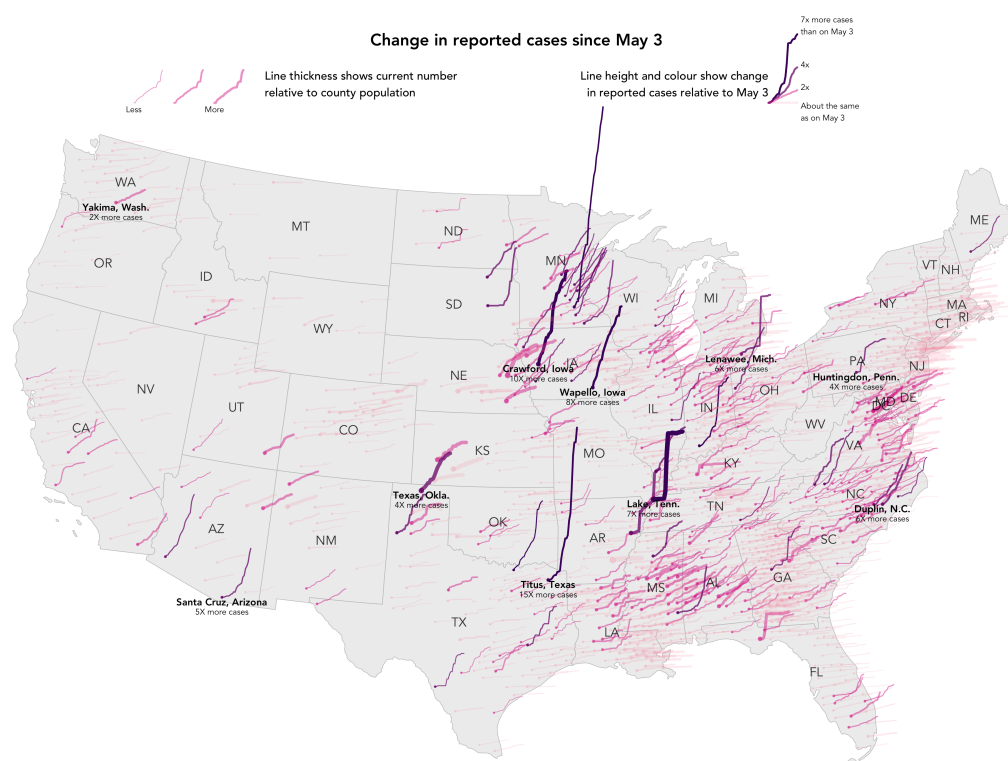 Change in reported cases since May 3
7x more cases
than on May 3
4x
2x
About the same
as on May 3
Line thickness shows current number
relative to county population
Less
More
Line height and colour show change
in reported cases relative to May 3
WA
Yakima, Wash.
2X more cases
OR
ID
MT
ND
MN
SD
WI
MI
ME
VT
NH
NY
MA
RI
CT
WY
NV
UT
CO
CA
NE
IA
Crawford, Iowa
10X more cases
Wapello, Iowa
8X more cases
Lenawee, Mich.
6X more cases
PA
Huntingdon, Penn.
4X more cases
NJ
OH
IL
IN
MD
DE
DC
WV
VA
KS
MO
KY
Texas, Okla.
4X more cases
Lake, Tenn.
7X more cases
TN
NC
Duplin, N.C.
6X more cases
AZ
NM
OK
AR
SC
Titus, Texas
15X more cases
MS
AL
GA
Santa Cruz, Arizona
5X more cases
TX
LA
FL